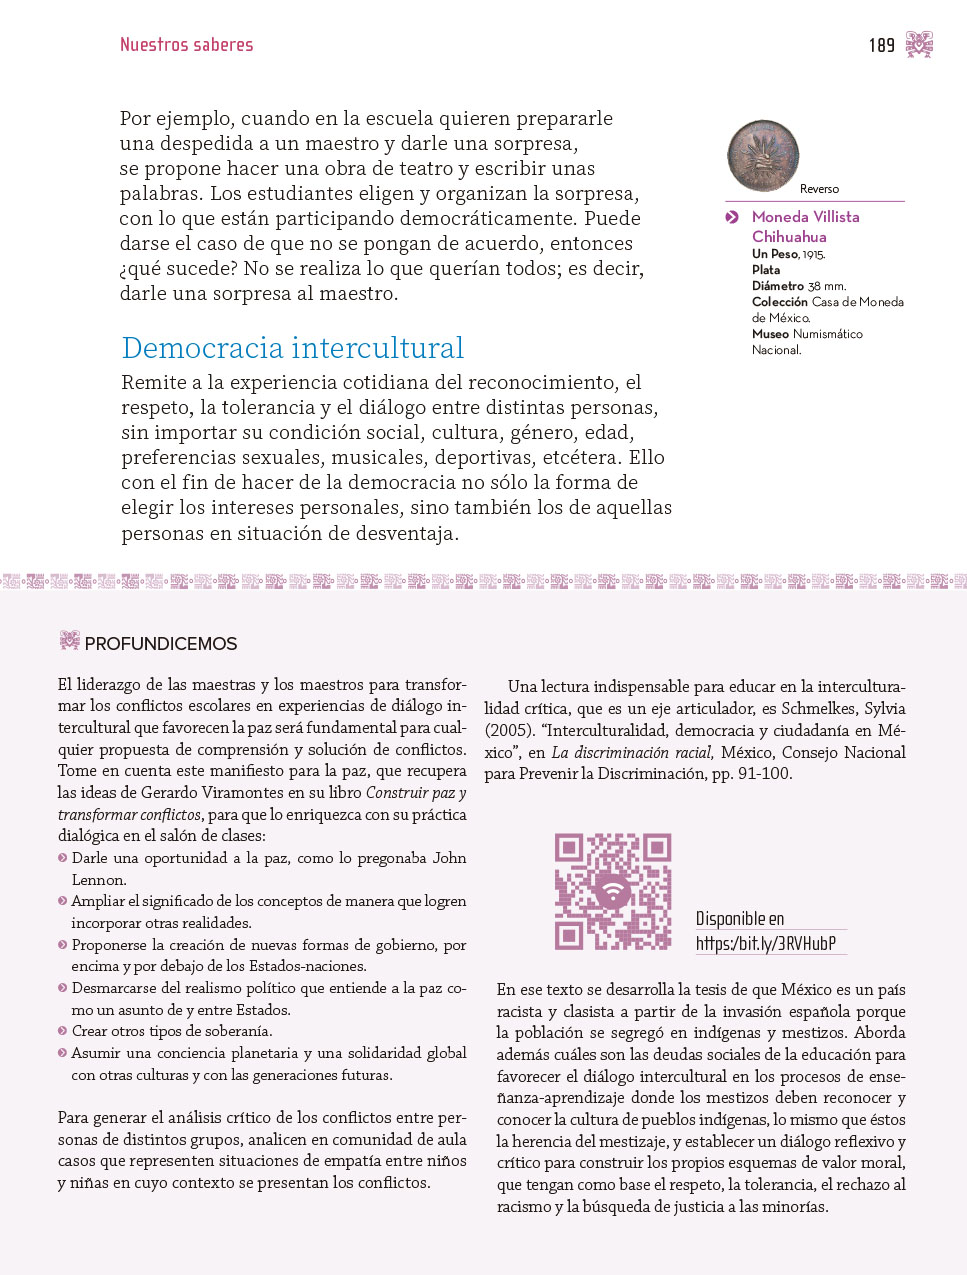 Nuestros saberes
189
Por ejemplo, cuando en la escuela quieren prepararle
una despedida a un maestro y darle una sorpresa,
se propone hacer una obra de teatro y escribir unas
palabras. Los estudiantes eligen y organizan la sorpresa,
con lo que están participando democráticamente. Puede
darse el caso de que no se pongan de acuerdo, entonces
¿qué sucede? No se realiza lo que querían todos; es decir,
darle una sorpresa al maestro.
Reverso
Moneda Villista
Chihuahua
Un Peso, 1915.
Plata
Diámetro 38 mm.
Colección Casa de Moneda
de México.
Museo Numismático
Nacional.
Democracia intercultural
Remite a la experiencia cotidiana del reconocimiento, el
respeto, la tolerancia y el diálogo entre distintas personas,
sin importar su condición social, cultura, género, edad,
preferencias sexuales, musicales, deportivas, etcétera. Ello
con el fin de hacer de la democracia no sólo la forma de
elegir los intereses personales, sino también los de aquellas
personas en situación de desventaja.
PROFUNDICEMOS
El liderazgo de las maestras y los maestros para transfor-
mar los conflictos escolares en experiencias de diálogo in-
tercultural que favorecen la paz será fundamental para cual-
quier propuesta de comprensión y solución de conflictos.
Tome en cuenta este manifiesto para la paz, que recupera
las ideas de Gerardo Viramontes en su libro Construir paz y
transformar conflictos, para que lo enriquezca con su práctica
dialógica en el salón de clases:
Darle una oportunidad a la paz, como lo pregonaba John
Lennon.
Ampliar el significado de los conceptos de manera que logren
incorporar otras realidades.
Proponerse la creación de nuevas formas de gobierno, por
encima y por debajo de los Estados-naciones.
Desmarcarse del realismo político que entiende a la paz co-
mo un asunto de y entre Estados.
Crear otros tipos de soberanía.
Asumir una conciencia planetaria y una solidaridad global
con otras culturas y con las generaciones futuras.
Para generar el análisis crítico de los conflictos entre per-
sonas de distintos grupos, analicen en comunidad de aula
casos que representen situaciones de empatía entre niños
y niñas en cuyo contexto se presentan los conflictos.
Una lectura indispensable para educar en la intercultura-
lidad crítica, que es un eje articulador, es Schmelkes, Sylvia
(2005). “Interculturalidad, democracia y ciudadanía en Mé-
xico”, en La discriminación racial, México, Consejo Nacional
para Prevenir la Discriminación, pp. 91-100.
Disponible en
https:/bit.ly/3RVHubP
En ese texto se desarrolla la tesis de que México es un país
racista y clasista a partir de la invasión española porque
la población se segregó en indígenas y mestizos. Aborda
además cuáles son las deudas sociales de la educación para
favorecer el diálogo intercultural en los procesos de ense-
ñanza-aprendizaje donde los mestizos deben reconocer y
conocer la cultura de pueblos indígenas, lo mismo que éstos
la herencia del mestizaje, y establecer un diálogo reflexivo y
crítico para construir los propios esquemas de valor moral,
que tengan como base el respeto, la tolerancia, el rechazo al
racismo y la búsqueda de justicia a las minorías.